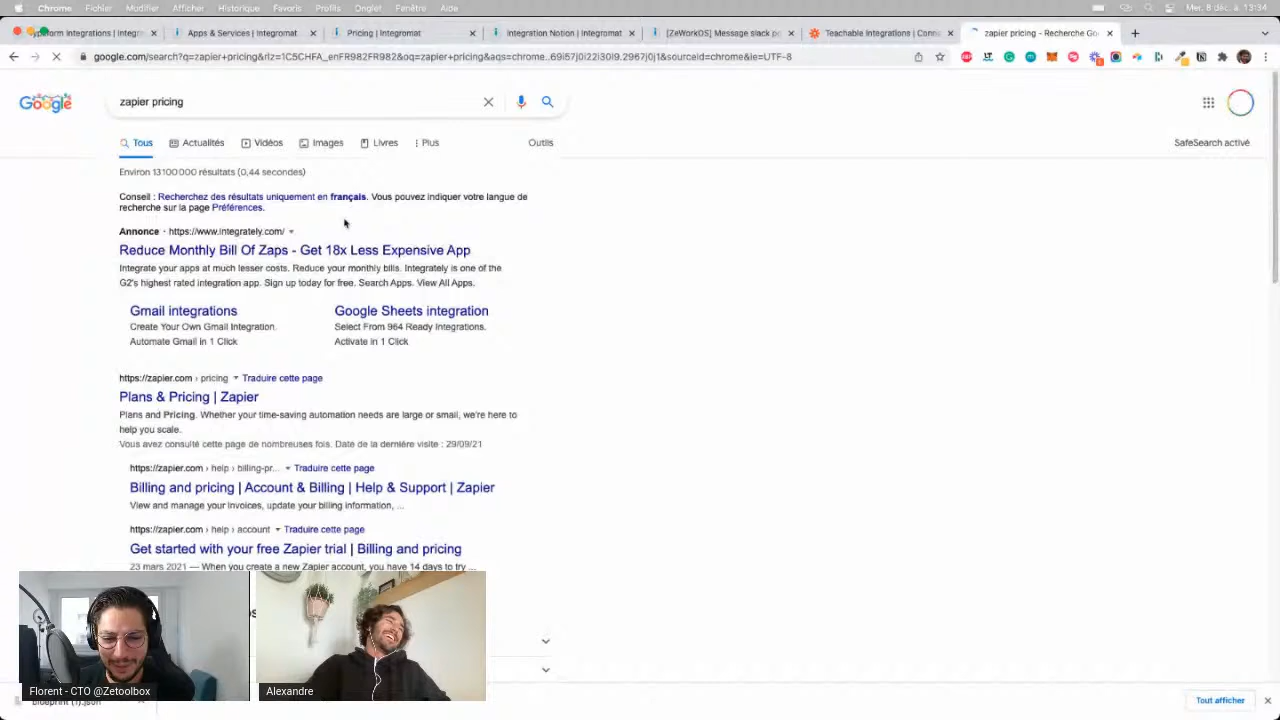 Chrome Fichier Modifier Affichage Historique Favoris Profils Onglet Fenêtre Aide
Mer. 8 déc. à 13:34
Typeform Integrations | Integr
Apps & Services | Integromat
Pricing | Integromat
Integration Notion | Integromat
[ZeWorkOS] Message slack po
Teachable Integrations | Conne
zapier pricing - Recherche Go
google.com/search?q=zapier+pricing&rlz=1C5CHFA_enFR982FR982&oq=zapier+pricing&aqs=chrome..69i57j0i22i30l9.2967j0j1&sourceid=chrome&ie=UTF-8
Google
zapier pricing
Tous Actualités Vidéos Images Livres Plus Outils
SafeSearch activé
Environ 13 100 000 résultats (0,44 secondes)
Conseil : Recherchez des résultats uniquement en français. Vous pouvez indiquer votre langue de
recherche sur la page Préférences.
Annonce · https://www.integrately.com/
Reduce Monthly Bill Of Zaps - Get 18x Less Expensive App
Integrate your apps at much lesser costs. Reduce your monthly bills. Integrately is one of the
G2's highest rated integration app. Sign up today for free. Search Apps. View All Apps.
Gmail integrations
Create Your Own Gmail Integration.
Automate Gmail in 1 Click
Google Sheets integration
Select From 964 Ready Integrations.
Activate in 1 Click
https://zapier.com › pricing Traduire cette page
Plans & Pricing | Zapier
Plans and Pricing. Whether your time-saving automation needs are large or small, we're here to
help you scale.
Vous avez consulté cette page de nombreuses fois. Date de la dernière visite : 29/09/21
https://zapier.com › help › billing-pr... Traduire cette page
Billing and pricing | Account & Billing | Help & Support | Zapier
View and manage your invoices, update your billing information, ...
https://zapier.com › help › account Traduire cette page
Get started with your free Zapier trial | Billing and pricing
23 mars 2021 — When you create a new Zapier account, you have 14 days to try ...
Florent - CTO @Zetoolbox
Alexandre
blueprint (1).json
Tout afficher